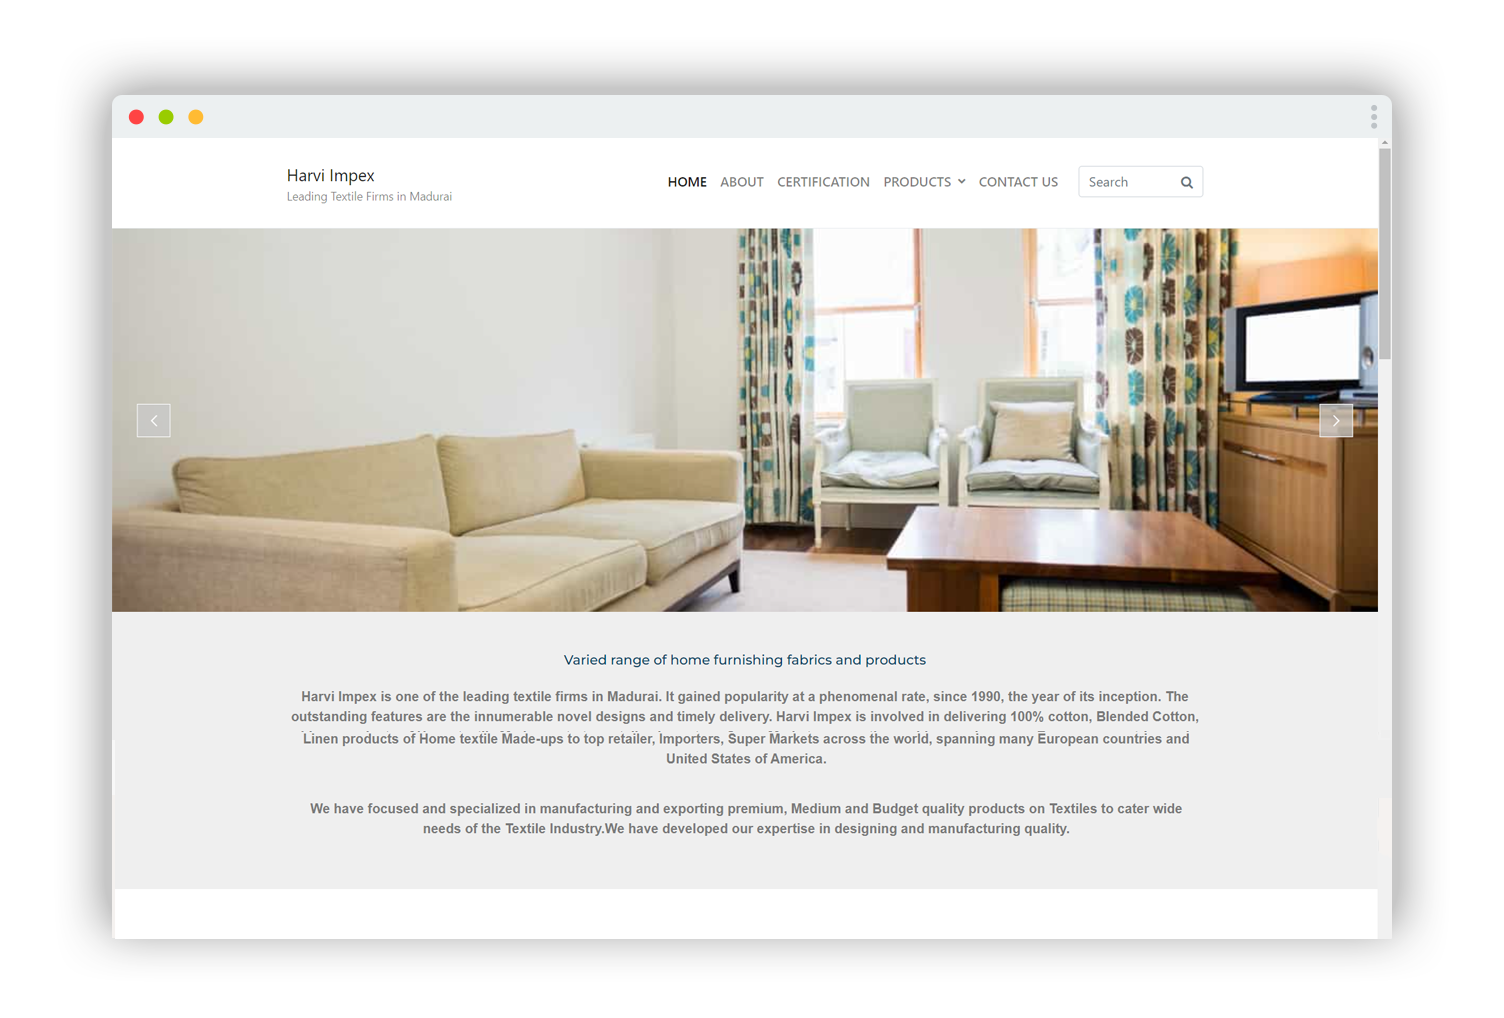 Harvi Impex
Leading Textile Firms in Madurai
HOME ABOUT CERTIFICATION PRODUCTS CONTACT US Search
Varied range of home furnishing fabrics and products
Harvi Impex is one of the leading textile firms in Madurai. It gained popularity at a phenomenal rate, since 1990, the year of its inception. The
outstanding features are the innumerable novel designs and timely delivery. Harvi Impex is involved in delivering 100% cotton, Blended Cotton,
Linen products of Home textile Made-ups to top retailer, Importers, Super Markets across the world, spanning many European countries and
United States of America.
We have focused and specialized in manufacturing and exporting premium, Medium and Budget quality products on Textiles to cater wide
needs of the Textile Industry.We have developed our expertise in designing and manufacturing quality.